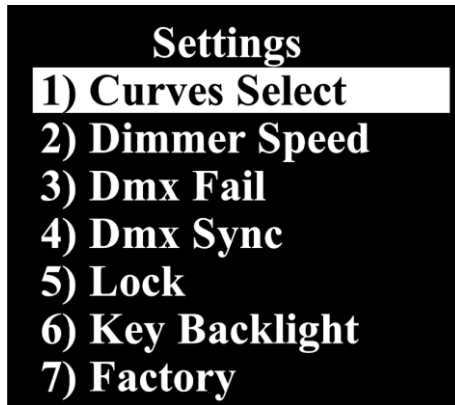 Settings
1) Curves Select
2) Dimmer Speed
3) Dmx Fail
4) Dmx Sync
5) Lock
6) Key Backlight
7) Factory